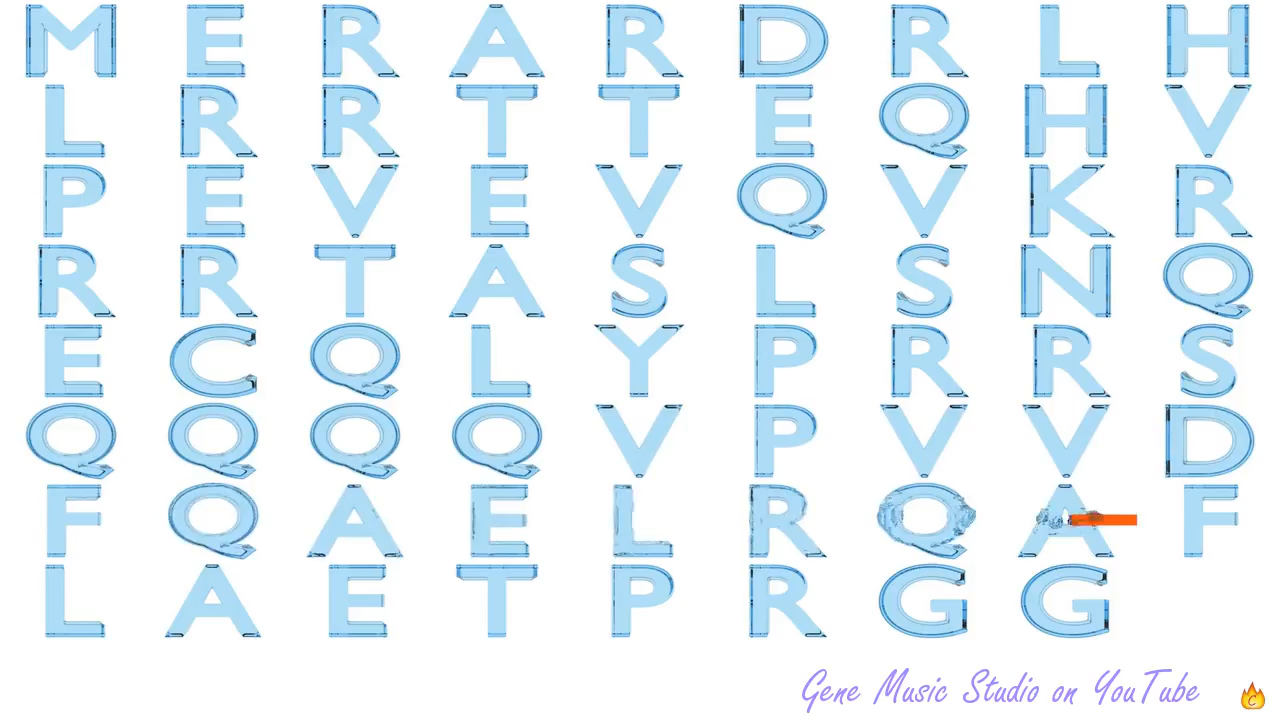 M E R A R D R L H
L R R T T E Q H V
P E V E V Q V K R
R R T A S L S N Q
E C Q L Y P R R S
Q Q Q Q V P V V D
F Q A E L R Q A F
L A E T P R G G
Gene Music Studio on YouTube
C